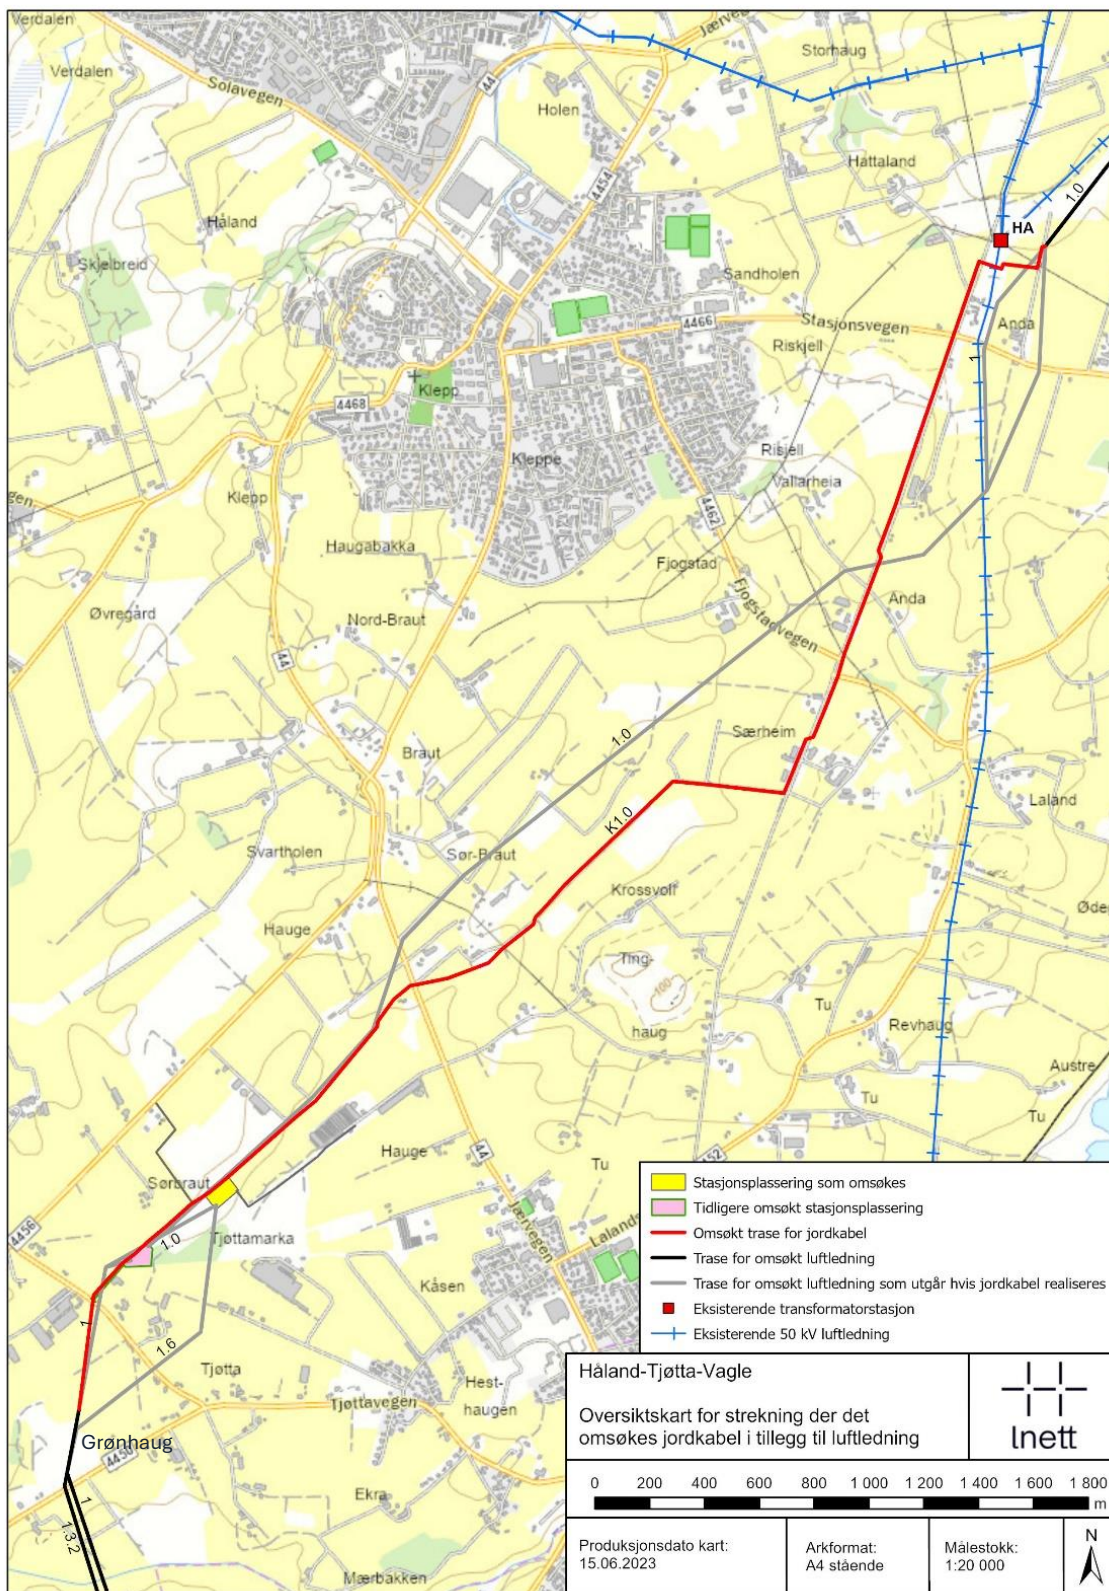 Verdalen
Verdalen
Solavegen
44
Jærvegen
Storhaug
Holen
4454
Hattaland
1.0
HA
Håland
Skjelbreid
Sandholen
4466
Stasjonsvegen
Anda
Riskjell
1
Klepp
4468
Kleppe
Risjell
Vallarheia
Klepp
4462
Haugabakka
Fjogstad
Fjogstadvegen
Anda
Øvregård
Nord-Braut
44
1.0
Særheim
Braut
Laland
K1.0
Svartholen
Sør-Braut
Krossvoll
Hauge
Ting-
100
haug
Tu
Revhaug
Austre
Tu
Tu
Hauge
44
Tu
Sørbraut
4456
1.0
Tjøttamarka
Jærvegen
Kåsen
1
1.6
Tjøtta
Hest-
haugen
Tjøttavegen
Grønhaug
4450
Ekra
1
1.3.2
Mærbakken
Stasjonsplassering som omsøkes
Tidligere omsøkt stasjonsplassering
Omsøkt trase for jordkabel
Trase for omsøkt luftledning
Trase for omsøkt luftledning som utgår hvis jordkabel realiseres
Eksisterende transformatorstasjon
Eksisterende 50 kV luftledning
Håland-Tjøtta-Vagle
Oversiktskart for strekning der det
omsøkes jordkabel i tillegg til luftledning
lnett
0 200 400 600 800 1 000 1 200 1 400 1 600 1 800
m
Produksjonsdato kart:
15.06.2023
Arkformat:
A4 stående
Målestokk:
1:20 000
N